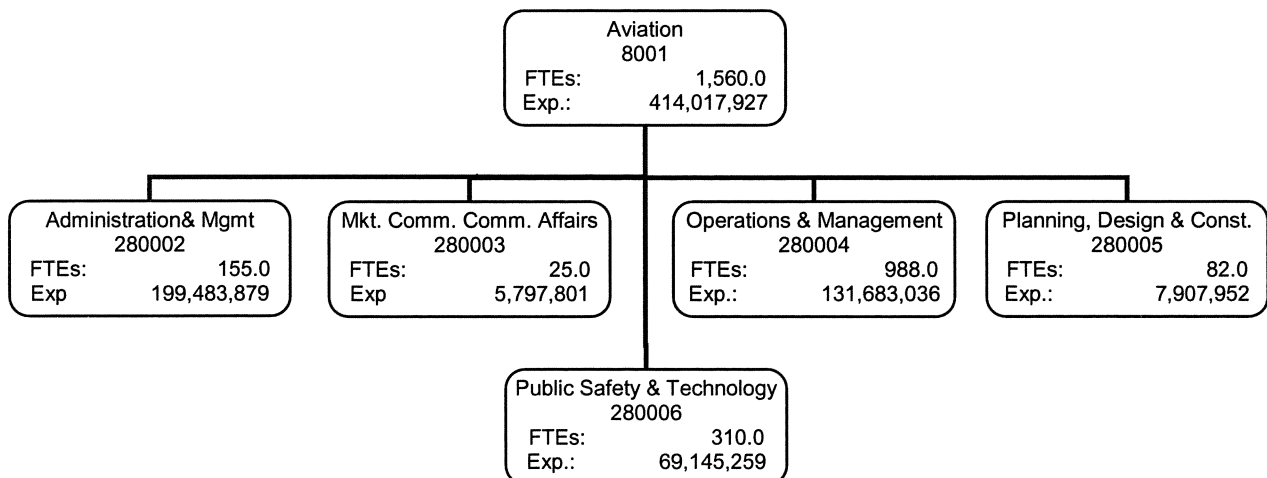 Aviation
8001
FTEs: 1,560.0
Exp.: 414,017,927
Administration& Mgmt
280002
FTEs: 155.0
Exp 199,483,879
Mkt. Comm. Comm. Affairs
280003
FTEs: 25.0
Exp 5,797,801
Operations & Management
280004
FTEs: 988.0
Exp.: 131,683,036
Planning, Design & Const.
280005
FTEs: 82.0
Exp.: 7,907,952
Public Safety & Technology
280006
FTEs: 310.0
Exp.: 69,145,259